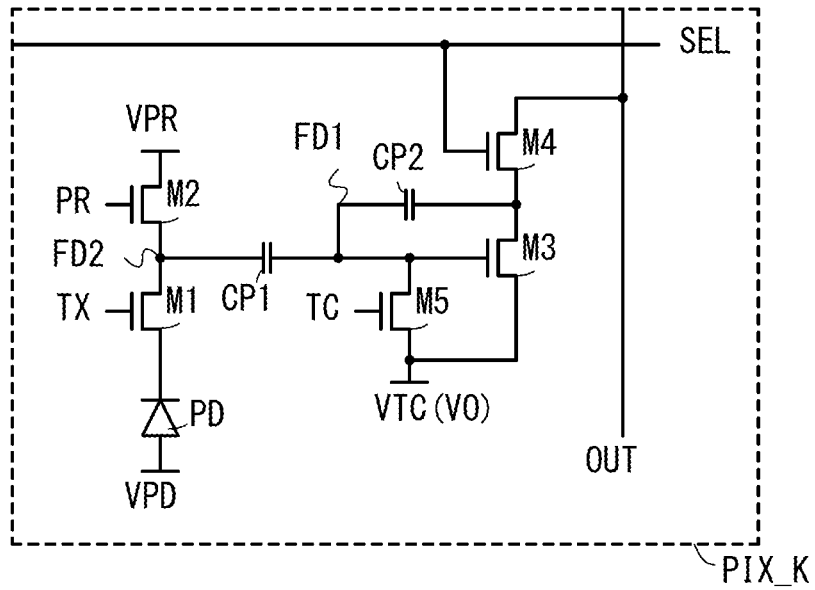 SEL
VPR
FD1
CP2
M4
PR
M2
FD2
M3
CP1
TX
M1
TC
M5
VTC(VO)
PD
OUT
VPD
PIX_K